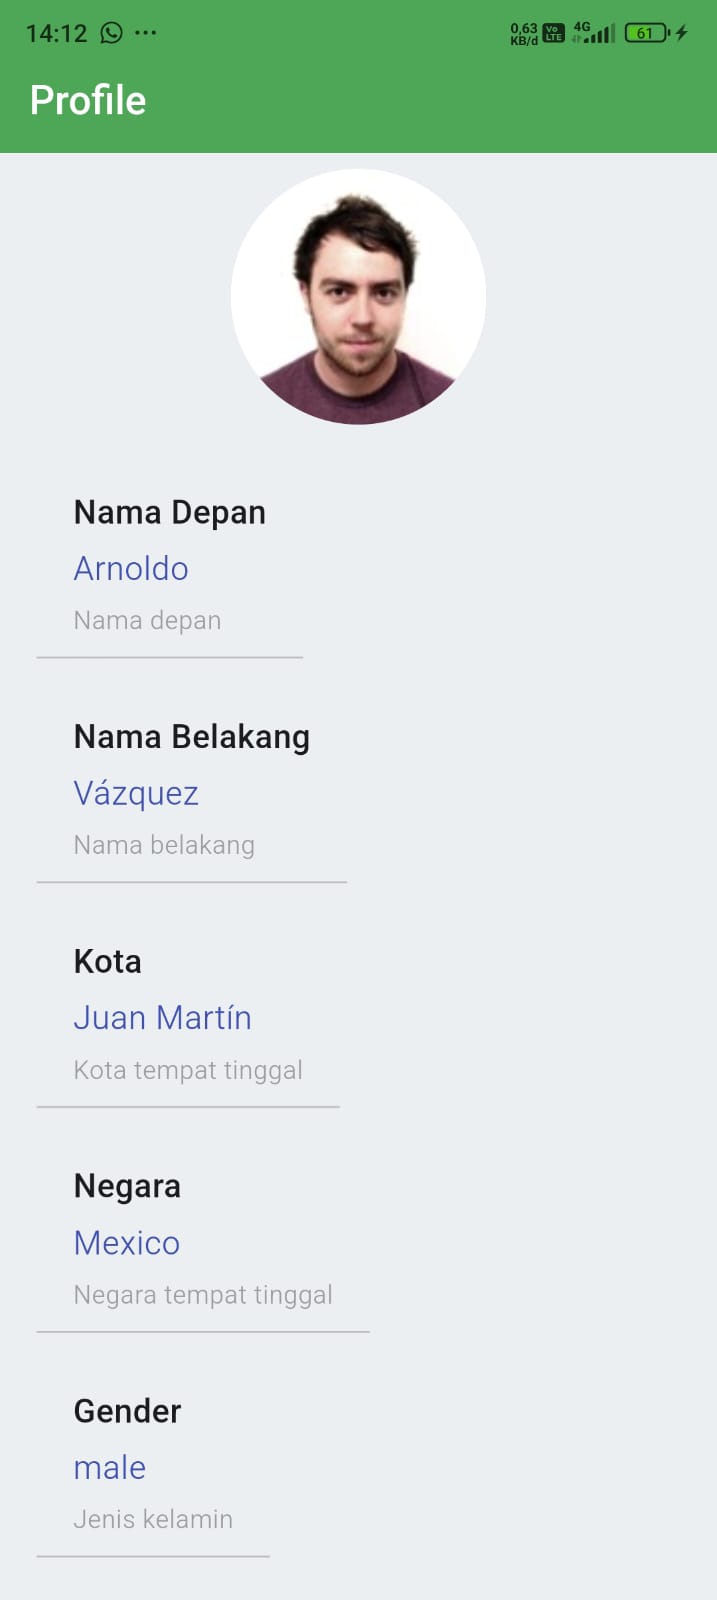 14:12 ...
0,63 KB/d Vo LTE 4G 61
Profile
Nama Depan
Arnoldo
Nama depan
Nama Belakang
Vázquez
Nama belakang
Kota
Juan Martín
Kota tempat tinggal
Negara
Mexico
Negara tempat tinggal
Gender
male
Jenis kelamin